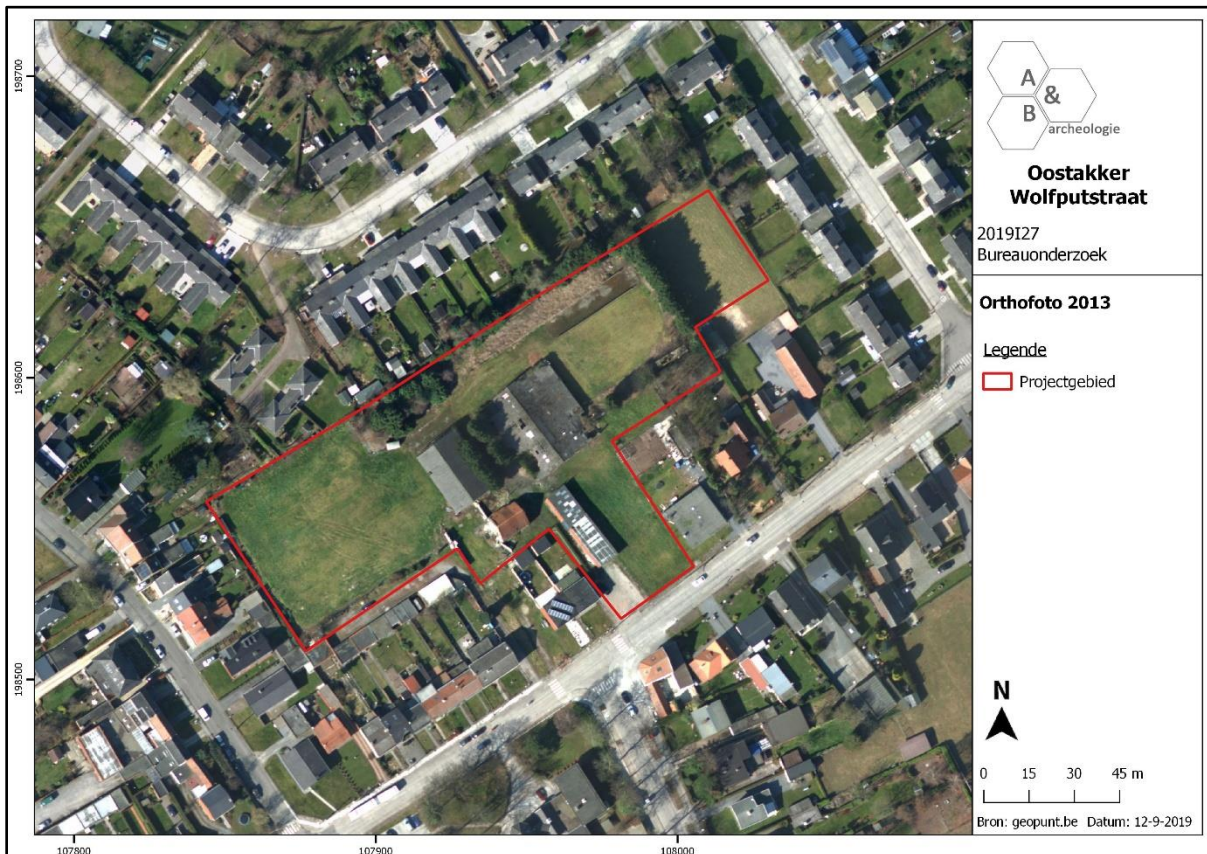 A
&
B
archeologie
Oostakker
Wolfputstraat
2019I27
Bureauonderzoek
Orthofoto 2013
Legende
Projectgebied
N
0 15 30 45 m
Bron: geopunt.be Datum: 12-9-2019
198700
198600
198500
107800 107900 108000